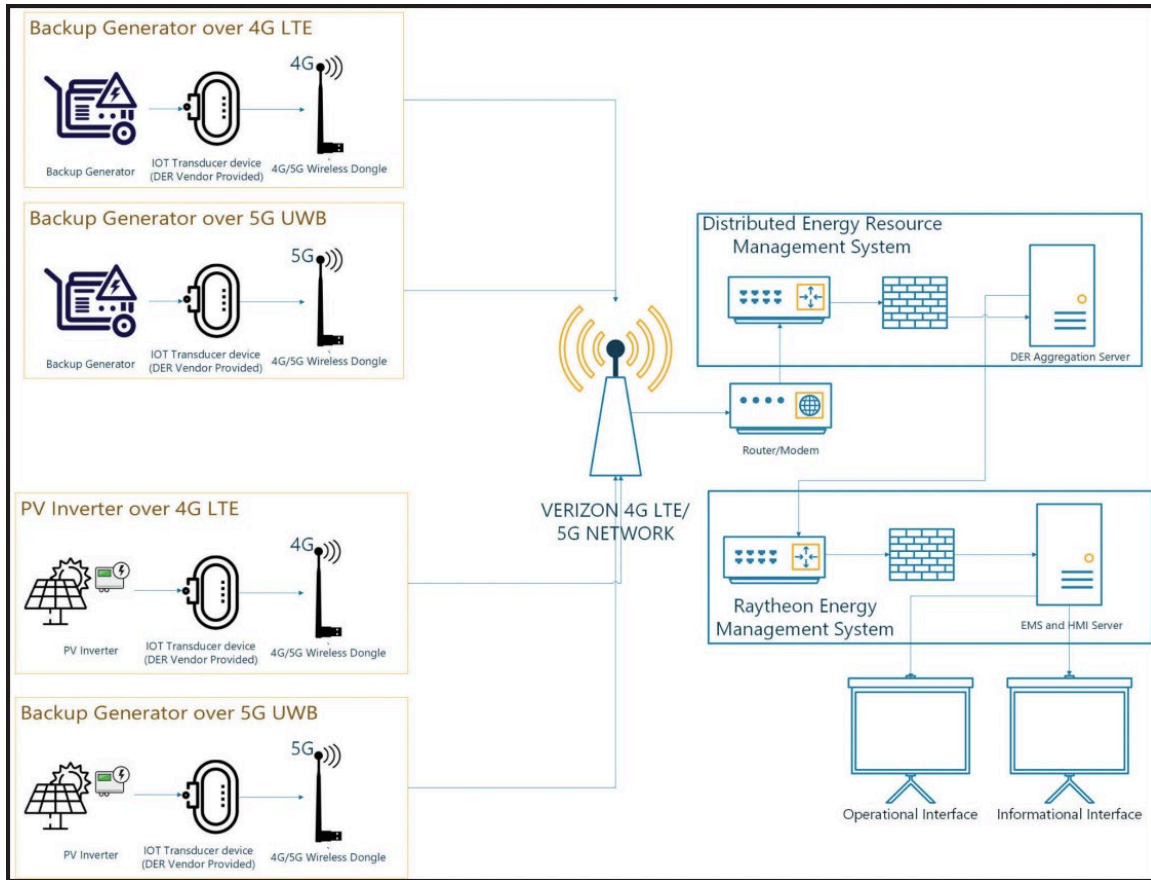 Backup Generator over 4G LTE
4G
Backup Generator
IOT Transducer device
(DER Vendor Provided)
4G/5G Wireless Dongle
Backup Generator over 5G UWB
5G
Backup Generator
IOT Transducer device
(DER Vendor Provided)
4G/5G Wireless Dongle
PV Inverter over 4G LTE
4G
PV Inverter
IOT Transducer device
(DER Vendor Provided)
4G/5G Wireless Dongle
Backup Generator over 5G UWB
5G
PV Inverter
IOT Transducer device
(DER Vendor Provided)
4G/5G Wireless Dongle
VERIZON 4G LTE/
5G NETWORK
Distributed Energy Resource
Management System
DER Aggregation Server
Router/Modem
Raytheon Energy
Management System
EMS and HMI Server
Operational Interface
Informational Interface